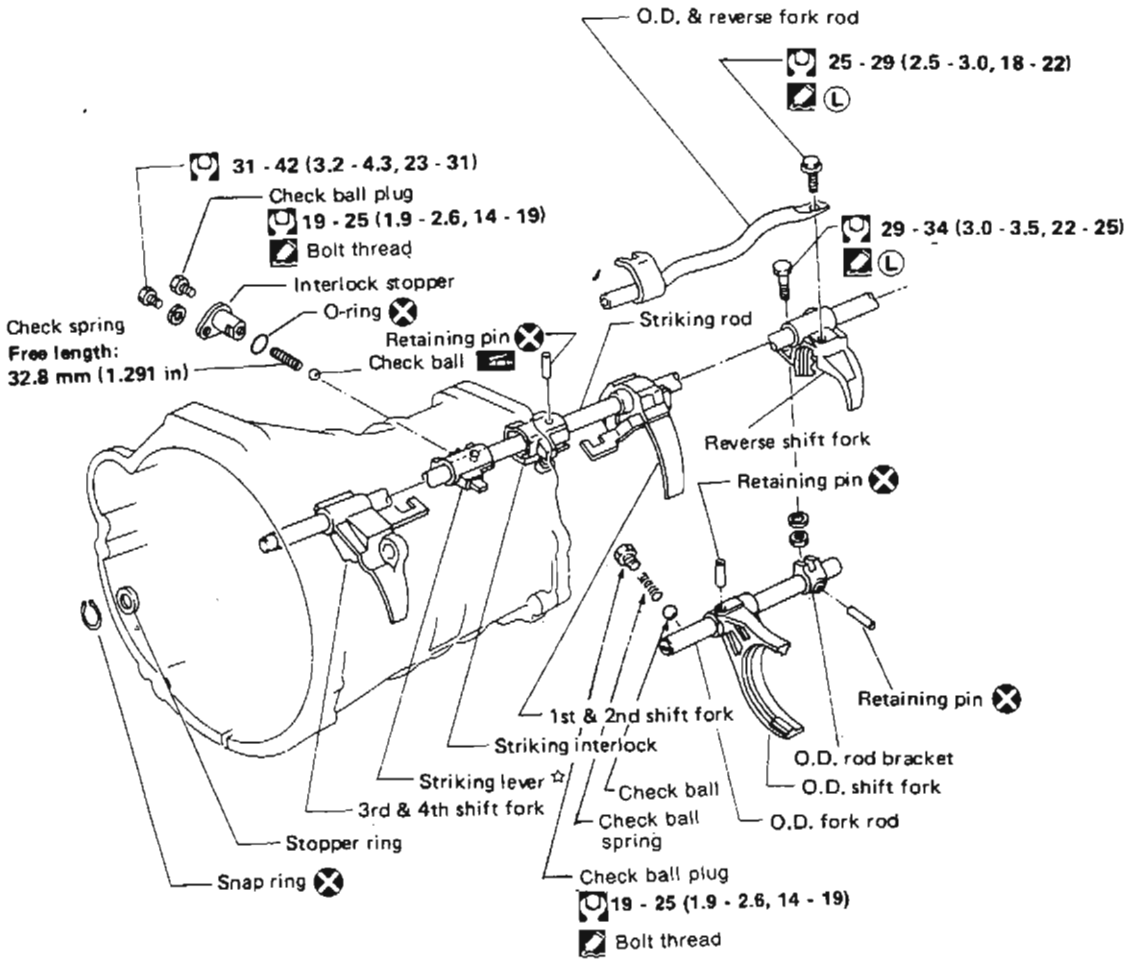 O.D. & reverse fork rod
25 - 29 (2.5 - 3.0, 18 - 22)
L
31 - 42 (3.2 - 4.3, 23 - 31)
Check ball plug
19 - 25 (1.9 - 2.6, 14 - 19)
Bolt thread
29 - 34 (3.0 - 3.5, 22 - 25)
L
Interlock stopper
O-ring
Striking rod
Check spring
Free length:
32.8 mm (1.291 in)
Retaining pin
Check ball
Reverse shift fork
Retaining pin
Retaining pin
1st & 2nd shift fork
Striking interlock
Striking lever ☆
3rd & 4th shift fork
Stopper ring
Snap ring
O.D. rod bracket
O.D. shift fork
O.D. fork rod
Check ball
Check ball
spring
Check ball plug
19 - 25 (1.9 - 2.6, 14 - 19)
Bolt thread